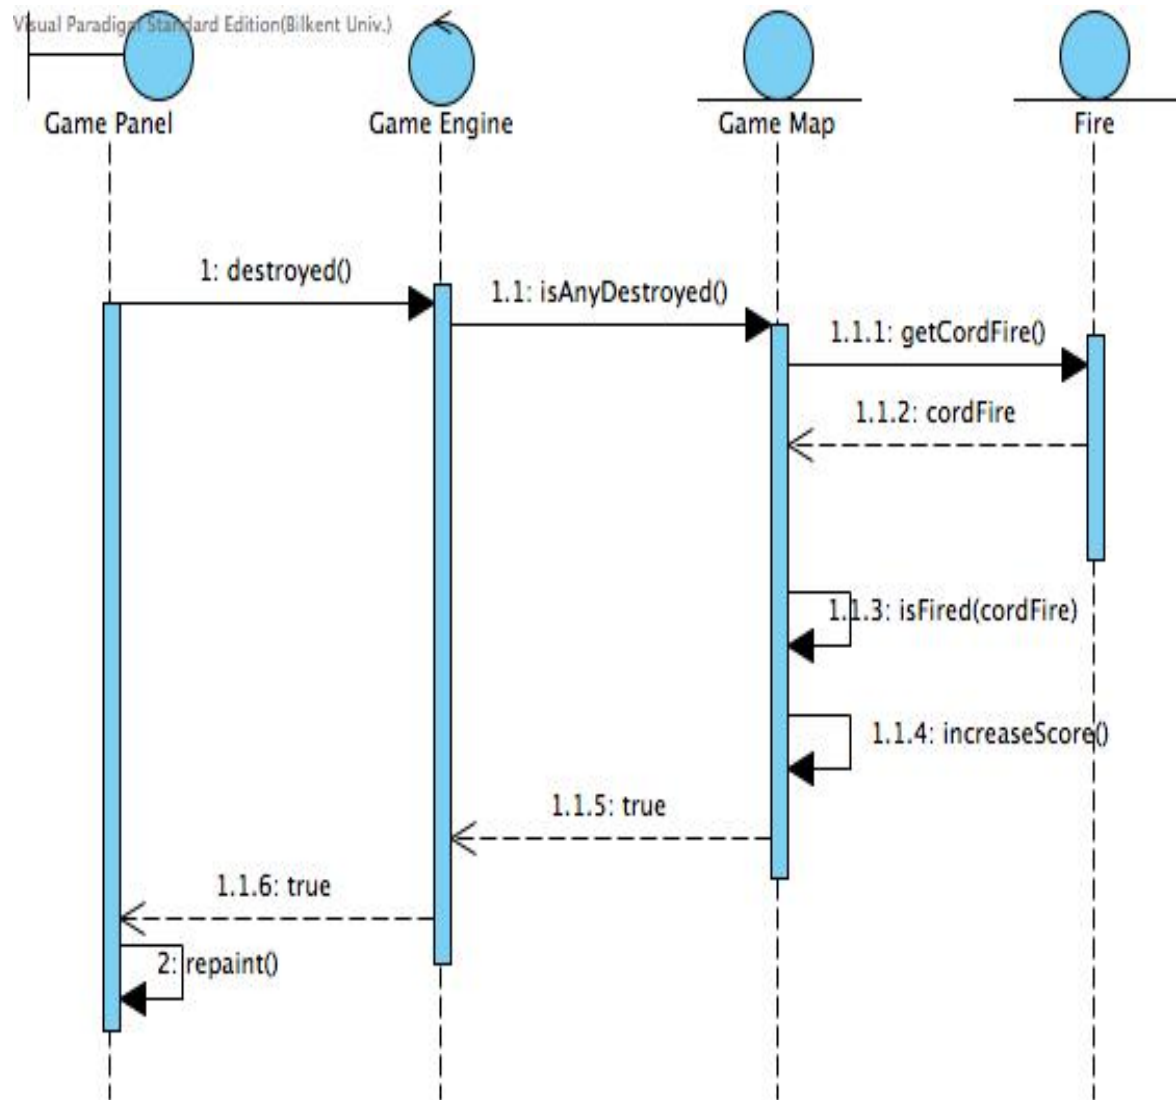 Visual Paradigm Standard Edition(Bilkent Univ.)
Game Panel
Game Engine
Game Map
Fire
1: destroyed()
1.1: isAnyDestroyed()
1.1.1: getCordFire()
1.1.2: cordFire
1.1.3: isFired(cordFire)
1.1.4: increaseScore()
1.1.5: true
1.1.6: true
2: repaint()